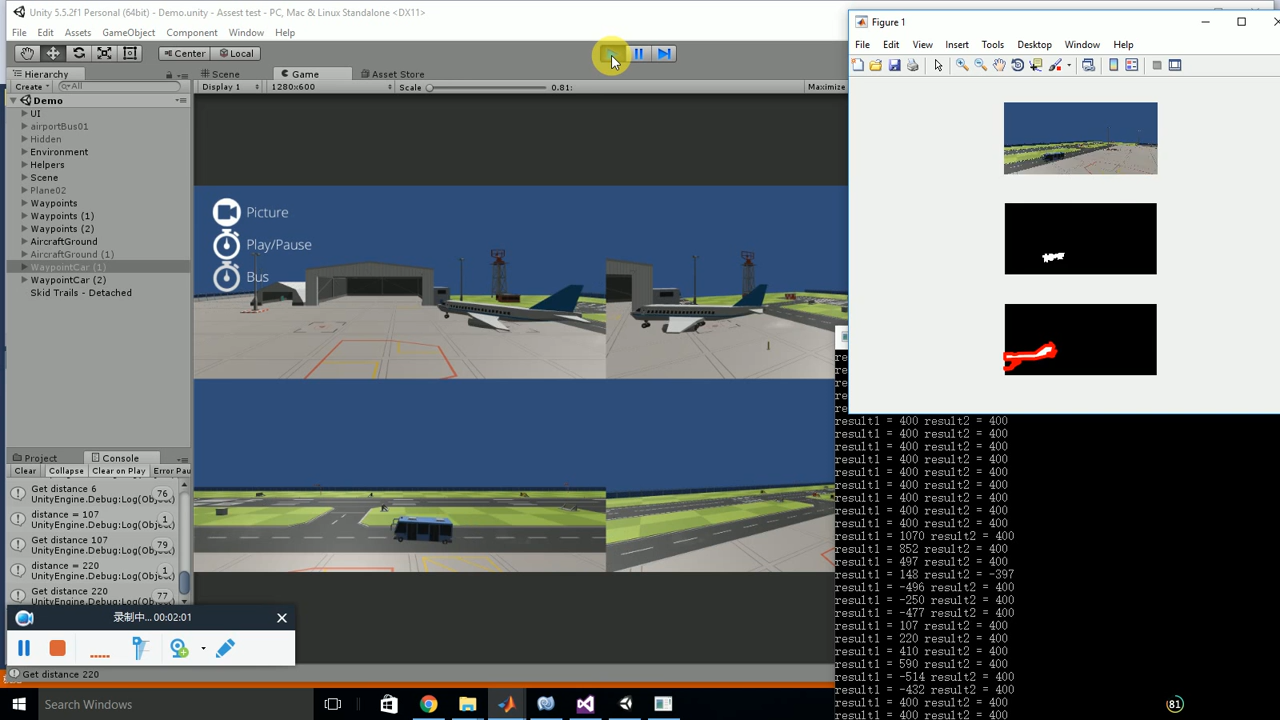 Unity 5.5.2f1 Personal (64bit) - Demo.unity - Assest test - PC, Mac & Linux Standalone <DX11>
File Edit Assets GameObject Component Window Help
Center Local
Hierarchy
Create All
Demo
UI
airportBus01
Hidden
Environment
Helpers
Scene
Plane02
Waypoints
Waypoints (1)
Waypoints (2)
AircraftGround
AircraftGround (1)
WaypointCar (1)
WaypointCar (2)
Skid Trails - Detached
Scene Game Asset Store
Display 1 1280x600 Scale 0.81: Maximize
Picture
Play/Pause
Bus
Project Console
Clear Collapse Clear on Play Error Pau
Get distance 6 76
UnityEngine.Debug:Log(Object)
distance = 107 1
UnityEngine.Debug:Log(Object)
Get distance 107 79
UnityEngine.Debug:Log(Object)
distance = 220 1
UnityEngine.Debug:Log(Object)
Get distance 220 77
UnityEngine.Debug:Log(Object)
录制中...00:02:01
Get distance 220
Search Windows
Figure 1
File Edit View Insert Tools Desktop Window Help
re
re
re
re
re
result1 = 400 result2 = 400
result1 = 400 result2 = 400
result1 = 400 result2 = 400
result1 = 400 result2 = 400
result1 = 400 result2 = 400
result1 = 400 result2 = 400
result1 = 400 result2 = 400
result1 = 400 result2 = 400
result1 = 400 result2 = 400
result1 = 1070 result2 = 400
result1 = 852 result2 = 400
result1 = 497 result2 = 400
result1 = 148 result2 = -397
result1 = -496 result2 = 400
result1 = -250 result2 = 400
result1 = -477 result2 = 400
result1 = 107 result2 = 400
result1 = 220 result2 = 400
result1 = 410 result2 = 400
result1 = 590 result2 = 400
result1 = -514 result2 = 400
result1 = -432 result2 = 400
result1 = 400 result2 = 400
result1 = 400 result2 = 400
81